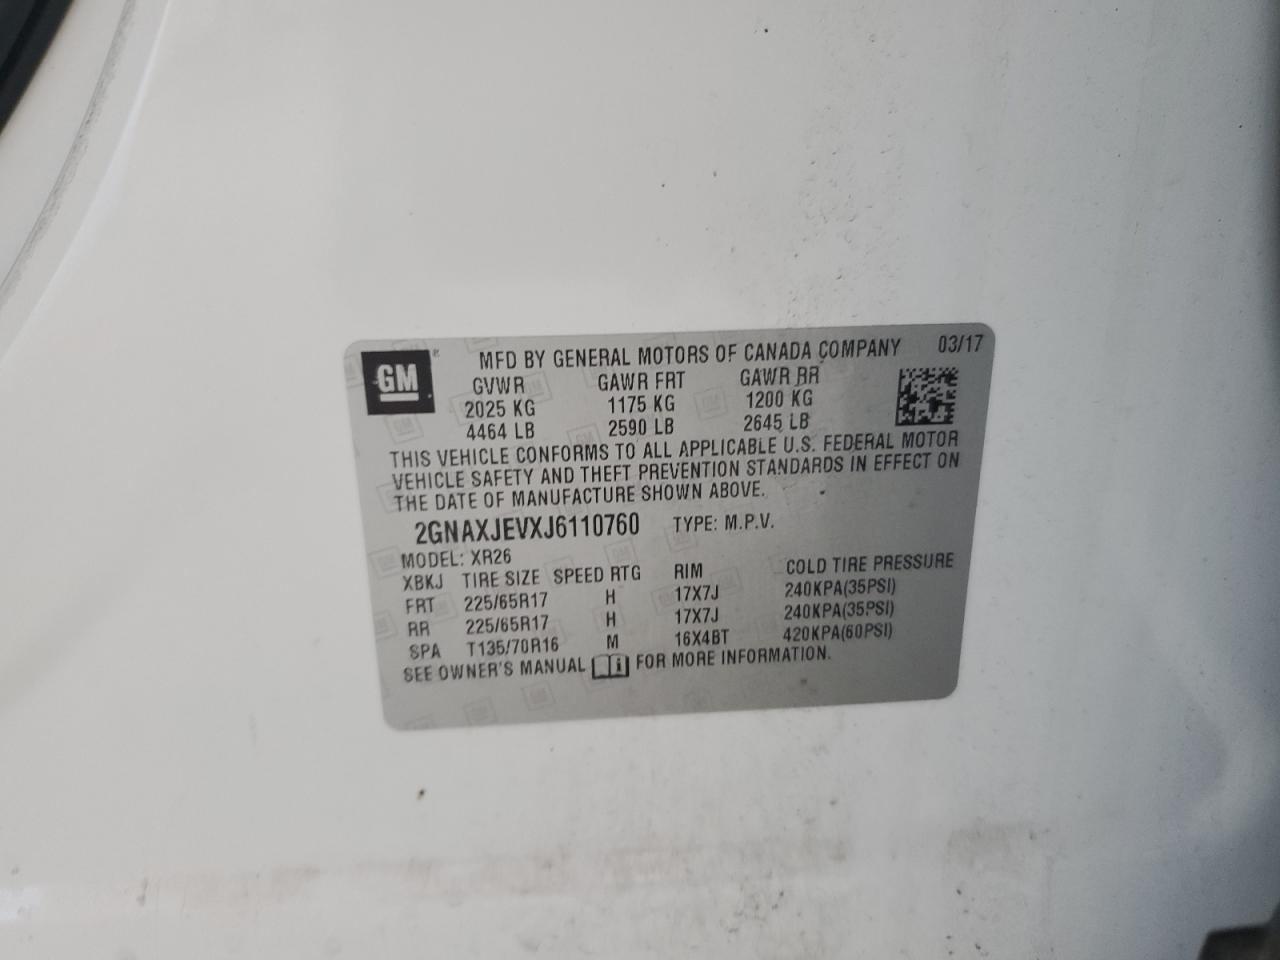 GM
MFD BY GENERAL MOTORS OF CANADA COMPANY 03/17
GVWR GAWR FRT GAWR RR
2025 KG 1175 KG 1200 KG
4464 LB 2590 LB 2645 LB
THIS VEHICLE CONFORMS TO ALL APPLICABLE U.S. FEDERAL MOTOR
VEHICLE SAFETY AND THEFT PREVENTION STANDARDS IN EFFECT ON
THE DATE OF MANUFACTURE SHOWN ABOVE.
2GNAXJEVXJ6110760 TYPE: M.P.V.
MODEL: XR26
XBKJ TIRE SIZE SPEED RTG RIM COLD TIRE PRESSURE
FRT 225/65R17 H 17X7J 240KPA(35PSI)
RR 225/65R17 H 17X7J 240KPA(35PSI)
SPA T135/70R16 M 16X4BT 420KPA(60PSI)
SEE OWNER'S MANUAL FOR MORE INFORMATION.